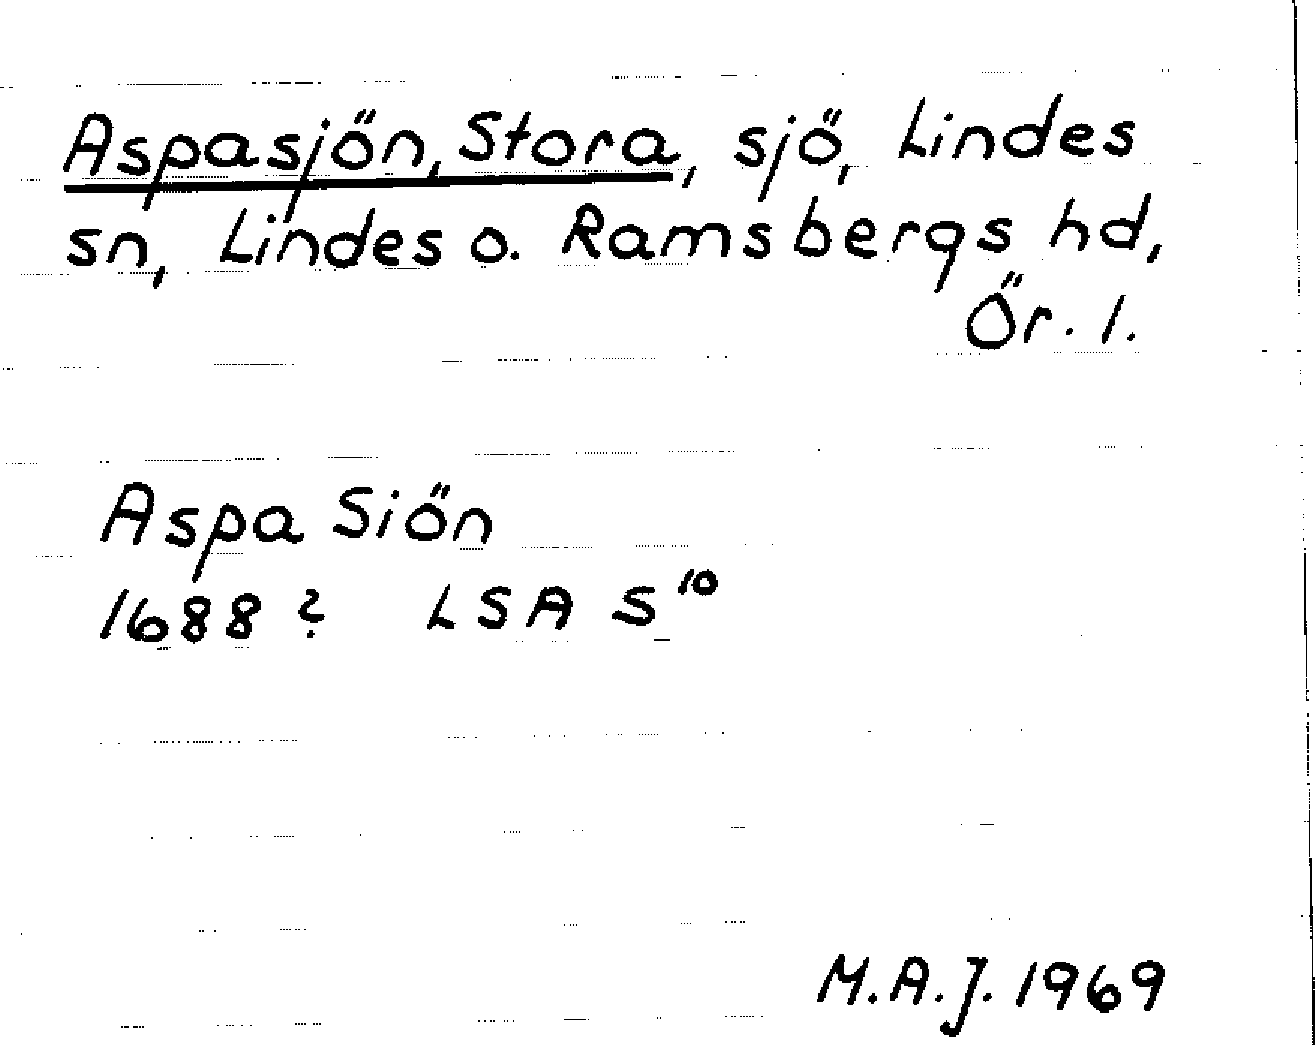 Aspasjön, Stora, sjö, Lindes
sn, Lindes o. Ramsbergs hd,
Ör. l.
Aspa Siön
1688? LSA S¹⁰
M.A.J. 1969